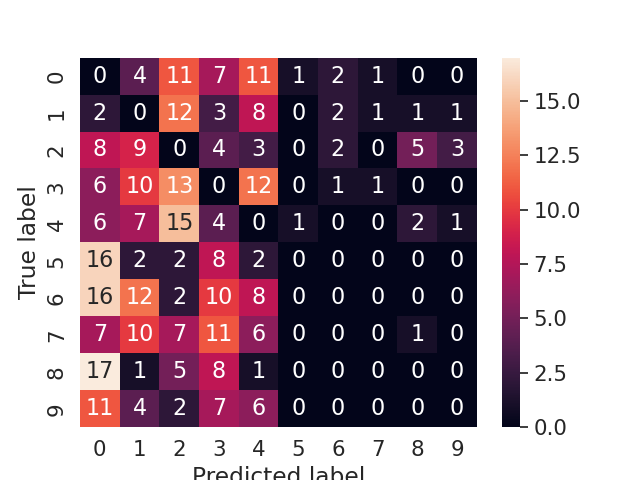 0 0 4 11 7 11 1 2 1 0 0
1 2 0 12 3 8 0 2 1 1 1
2 8 9 0 4 3 0 2 0 5 3
3 6 10 13 0 12 0 1 1 0 0
4 6 7 15 4 0 1 0 0 2 1
5 16 2 2 8 2 0 0 0 0 0
6 16 12 2 10 8 0 0 0 0 0
7 7 10 7 11 6 0 0 0 1 0
8 17 1 5 8 1 0 0 0 0 0
9 11 4 2 7 6 0 0 0 0 0
0 1 2 3 4 5 6 7 8 9
Predicted label
True label
15.0
12.5
10.0
7.5
5.0
2.5
0.0